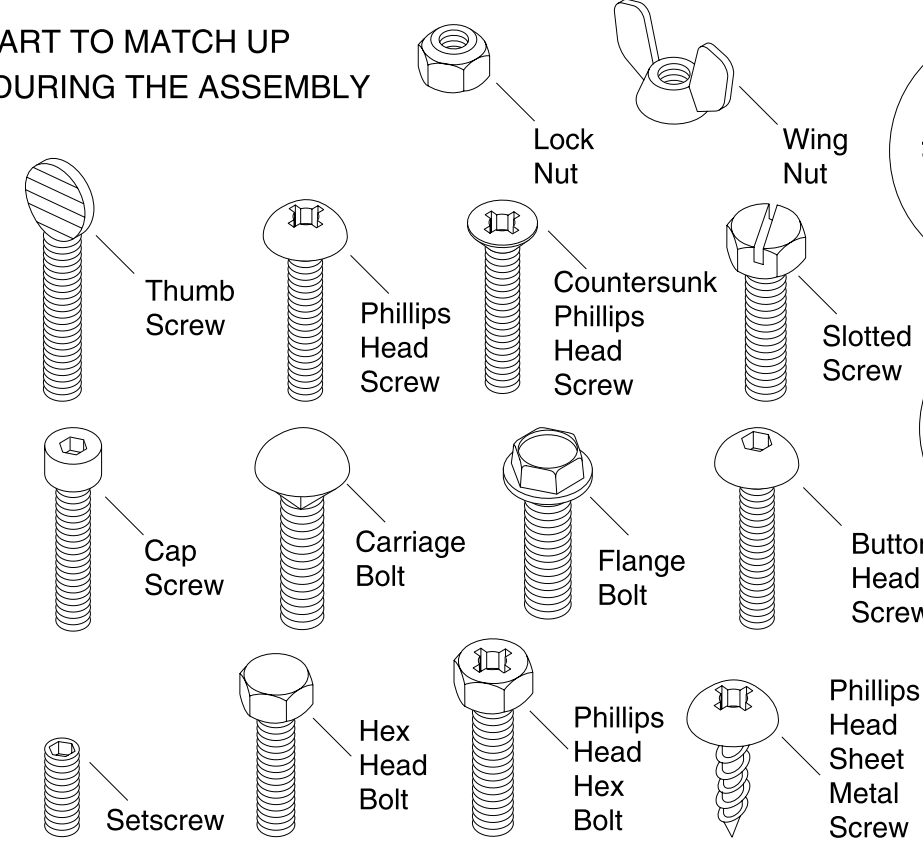 ART TO MATCH UP
DURING THE ASSEMBLY
Lock
Nut
Wing
Nut
Thumb
Screw
Phillips
Head
Screw
Countersunk
Phillips
Head
Screw
Slotted
Screw
Cap
Screw
Carriage
Bolt
Flange
Bolt
Button
Head
Screw
Setscrew
Hex
Head
Bolt
Phillips
Head
Hex
Bolt
Phillips
Head
Sheet
Metal
Screw